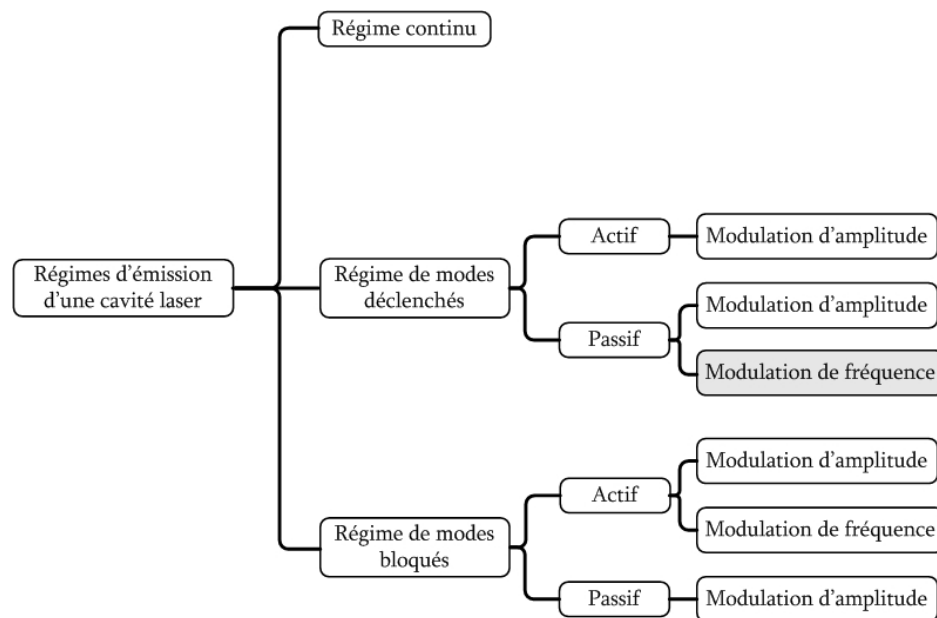 Régime continu
Régimes d'émission
d'une cavité laser
Régime de modes
déclenchés
Actif
Modulation d'amplitude
Passif
Modulation d'amplitude
Modulation de fréquence
Régime de modes
bloqués
Actif
Modulation d'amplitude
Modulation de fréquence
Passif
Modulation d'amplitude